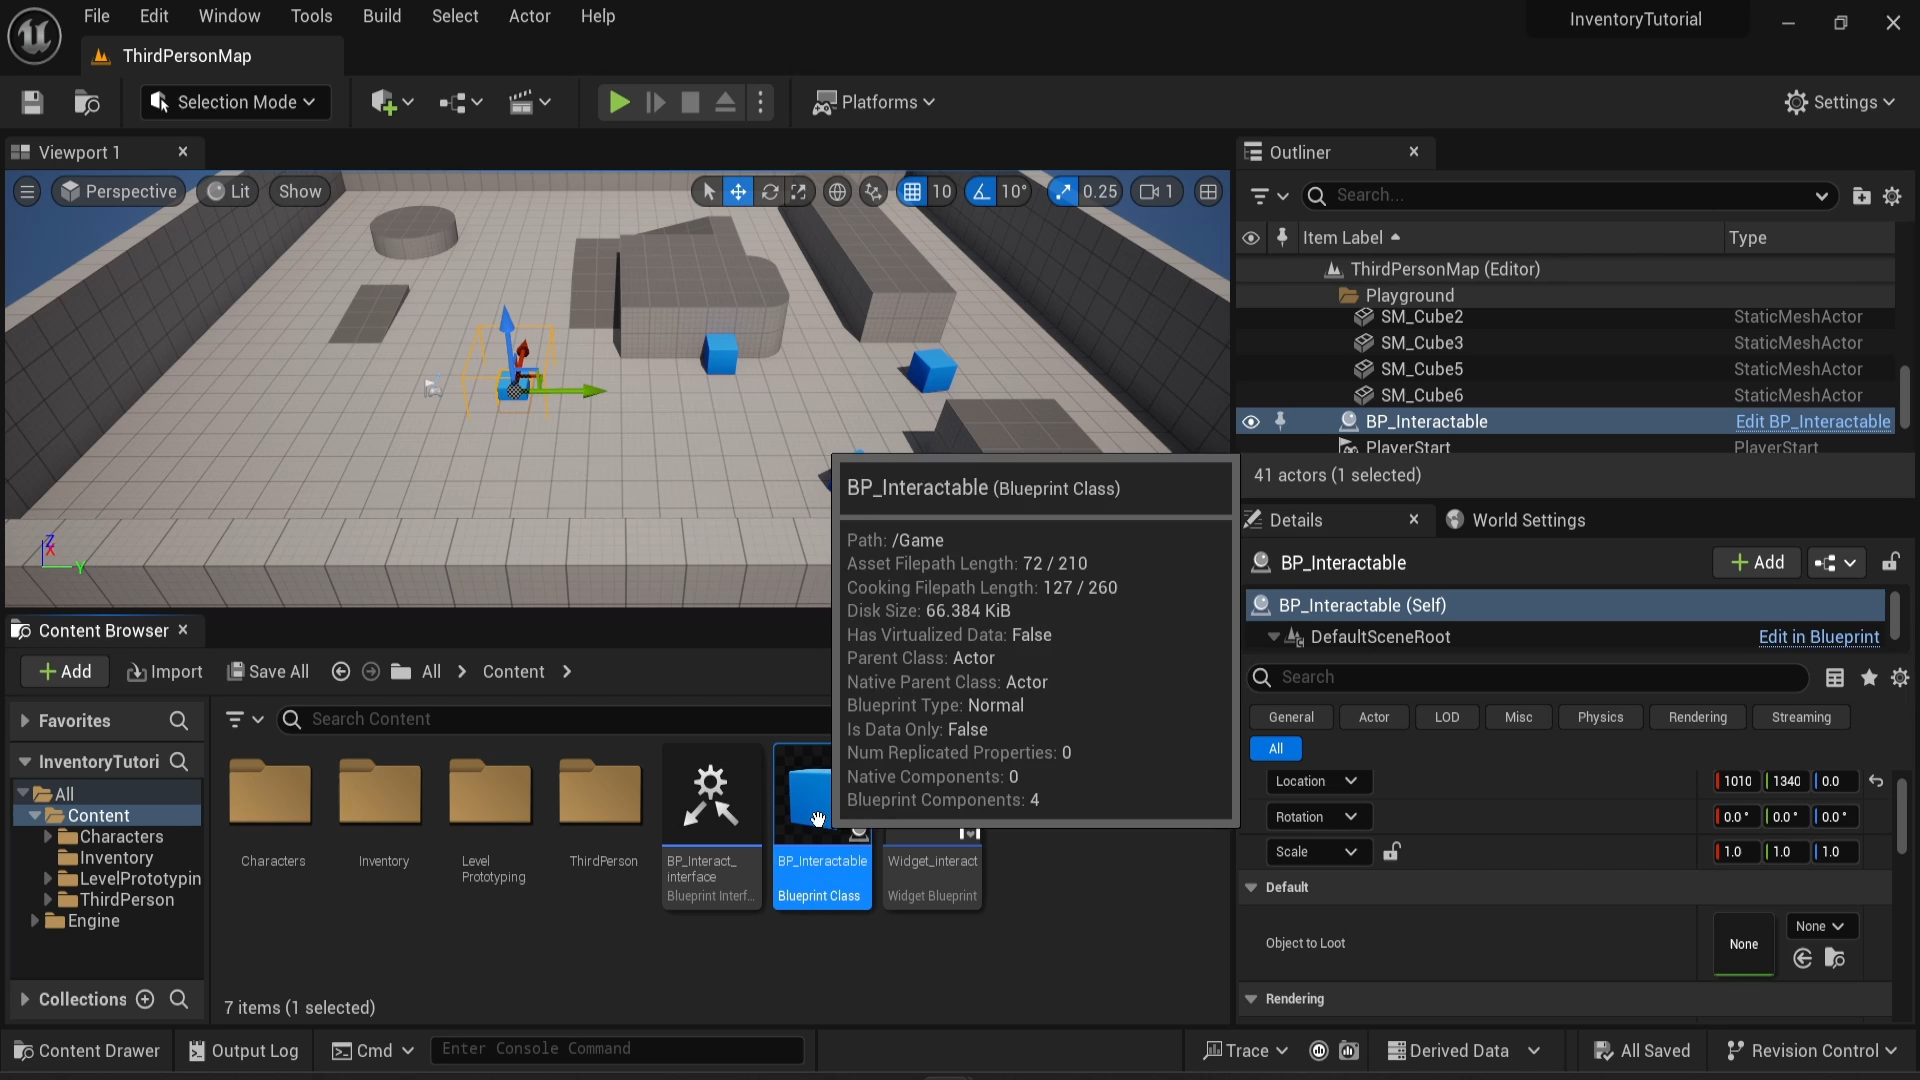 File Edit Window Tools Build Select Actor Help
InventoryTutorial
ThirdPersonMap
Selection Mode
Platforms
Settings
Viewport 1
Perspective
Lit
Show
10
10°
0.25
1
Z
X
Y
Outliner
Search...
Item Label
Type
ThirdPersonMap (Editor)
Playground
SM_Cube2 StaticMeshActor
SM_Cube3 StaticMeshActor
SM_Cube5 StaticMeshActor
SM_Cube6 StaticMeshActor
BP_Interactable Edit BP_Interactable
PlayerStart PlayerStart
41 actors (1 selected)
BP_Interactable (Blueprint Class)
Path: /Game
Asset Filepath Length: 72 / 210
Cooking Filepath Length: 127 / 260
Disk Size: 66.384 KiB
Has Virtualized Data: False
Parent Class: Actor
Native Parent Class: Actor
Blueprint Type: Normal
Is Data Only: False
Num Replicated Properties: 0
Native Components: 0
Blueprint Components: 4
Details
World Settings
BP_Interactable
Add
BP_Interactable (Self)
DefaultSceneRoot Edit in Blueprint
Search
General Actor LOD Misc Physics Rendering Streaming
All
Location 1010 1340 0.0
Rotation 0.0° 0.0° 0.0°
Scale 1.0 1.0 1.0
Default
Object to Loot None None
Rendering
Content Browser
Add Import Save All All Content
Favorites
InventoryTutori
All
Content
Characters
Inventory
LevelPrototypin
ThirdPerson
Engine
Collections
Search Content
Characters
Inventory
Level
Prototyping
ThirdPerson
BP_Interact_
interface
Blueprint Interf...
BP_Interactable
Blueprint Class
Widget_interact
Widget Blueprint
7 items (1 selected)
Content Drawer
Output Log
Cmd
Enter Console Command
Trace
Derived Data
All Saved
Revision Control